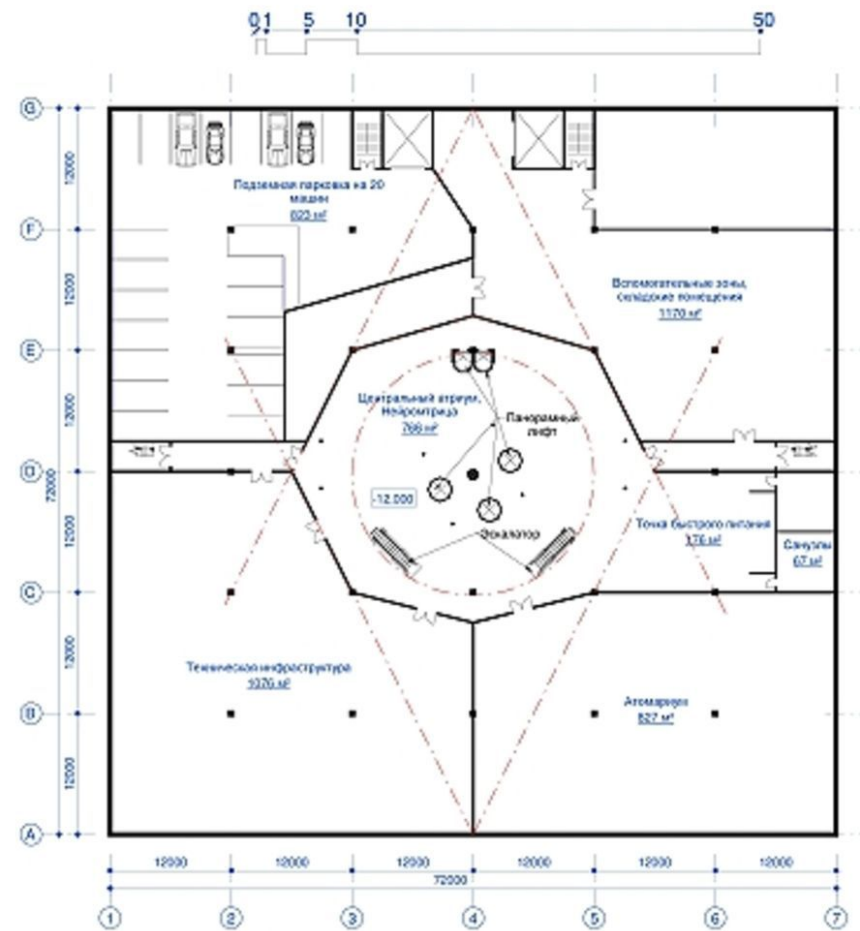 0 1 5 10 50
G
12000
Подземная парковка на 20
машин
823 м²
F
12000
Вспомогательные зоны,
складские помещения
1170 м²
E
12000
Центральный атриум,
Нейромтрица
766 м²
Панорамный
лифт
D
72000
-12.000
12000
Эскалатор
Точка быстрого питания
176 м²
Санузлы
67 м²
C
12000
Техническая инфраструктура
1076 м²
Атомариум
827 м²
B
12000
A
12000 12000 12000 12000 12000 12000
72000
1 2 3 4 5 6 7